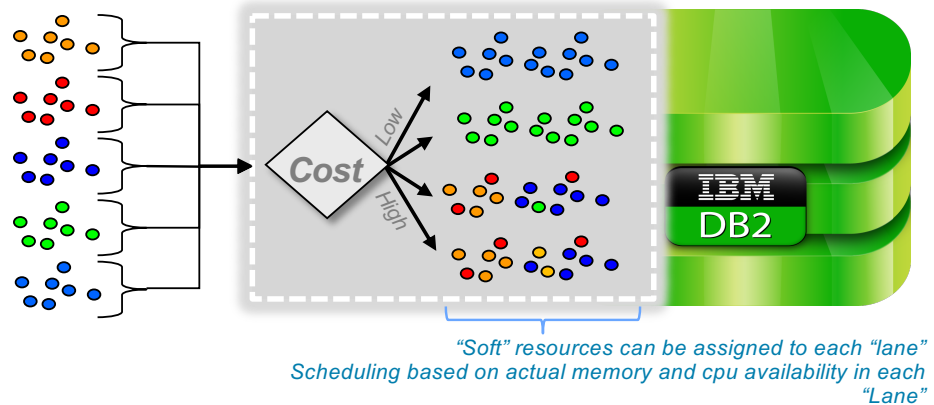 Low
Cost
High
IBM
DB2
“Soft” resources can be assigned to each “lane”
Scheduling based on actual memory and cpu availability in each
“Lane”